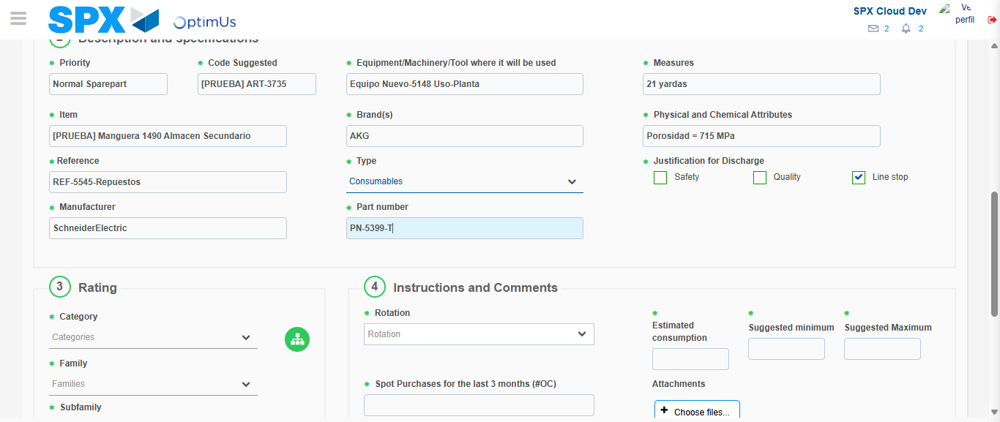 SPX OptimUs
SPX Cloud Dev
perfil
2 2
2 Description and specifications
* Priority
Normal Sparepart
* Code Suggested
[PRUEBA] ART-3735
* Equipment/Machinery/Tool where it will be used
Equipo Nuevo-5148 Uso-Planta
* Measures
21 yardas
* Item
[PRUEBA] Manguera 1490 Almacen Secundario
* Brand(s)
AKG
* Physical and Chemical Attributes
Porosidad = 715 MPa
* Reference
REF-5545-Repuestos
* Type
Consumables
* Justification for Discharge
Safety Quality Line stop
* Manufacturer
SchneiderElectric
* Part number
PN-5399-T
3 Rating
* Category
Categories
* Family
Families
* Subfamily
4 Instructions and Comments
* Rotation
Rotation
* Estimated
consumption
* Suggested minimum
* Suggested Maximum
* Spot Purchases for the last 3 months (#OC)
Attachments
+ Choose files...